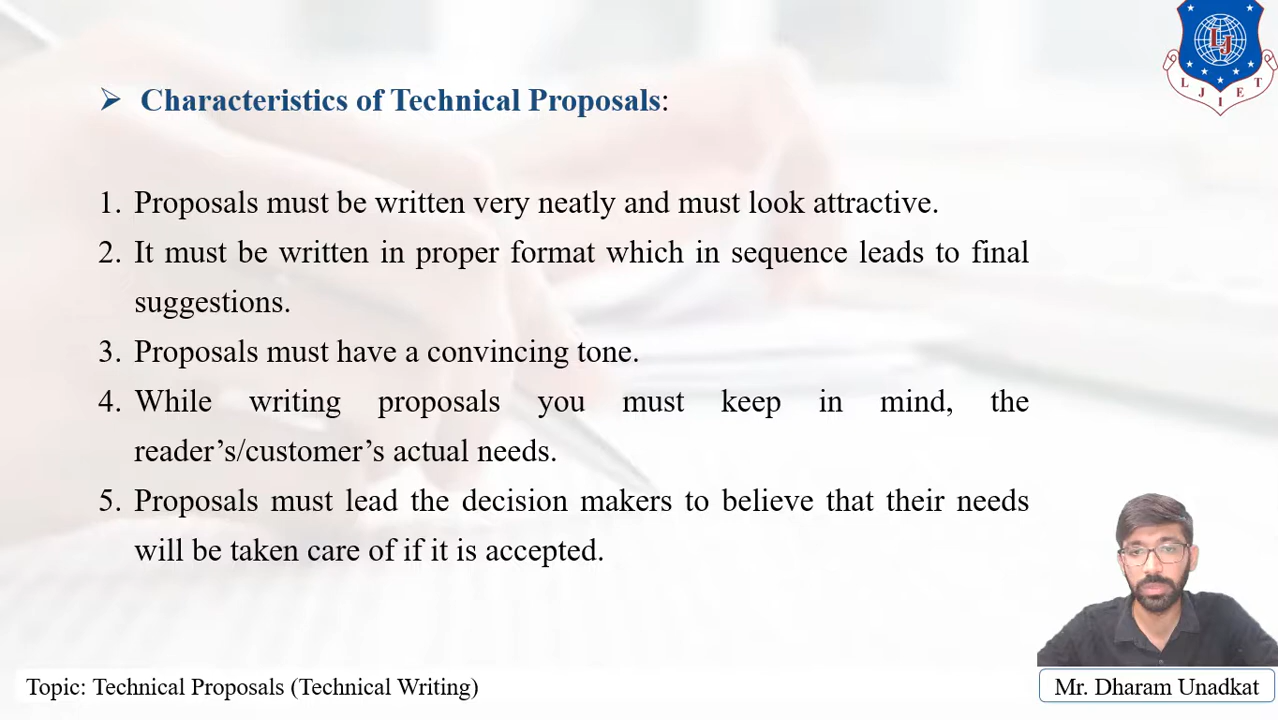 ➢ Characteristics of Technical Proposals:
1. Proposals must be written very neatly and must look attractive.
2. It must be written in proper format which in sequence leads to final
suggestions.
3. Proposals must have a convincing tone.
4. While writing proposals you must keep in mind, the
reader’s/customer’s actual needs.
5. Proposals must lead the decision makers to believe that their needs
will be taken care of if it is accepted.
Topic: Technical Proposals (Technical Writing)
Mr. Dharam Unadkat
LJ
L J I E T